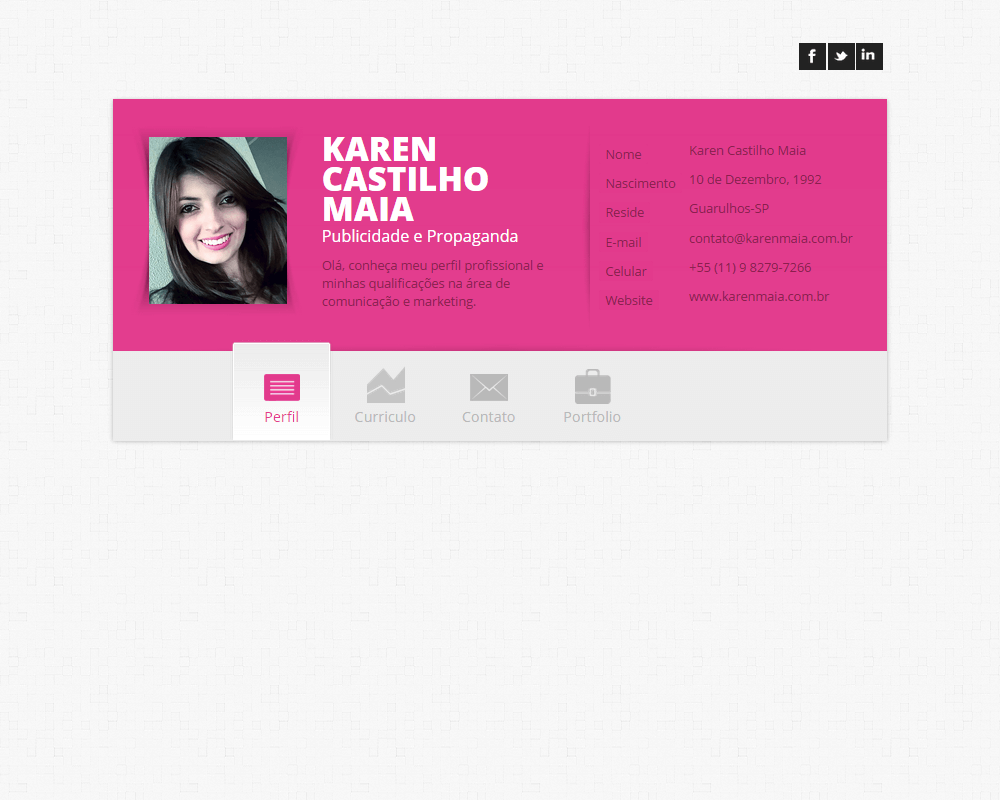 KAREN
CASTILHO
MAIA
Publicidade e Propaganda
Olá, conheça meu perfil profissional e
minhas qualificações na área de
comunicação e marketing.
Nome Karen Castilho Maia
Nascimento 10 de Dezembro, 1992
Reside Guarulhos-SP
E-mail contato@karenmaia.com.br
Celular +55 (11) 9 8279-7266
Website www.karenmaia.com.br
Perfil Curriculo Contato Portfolio